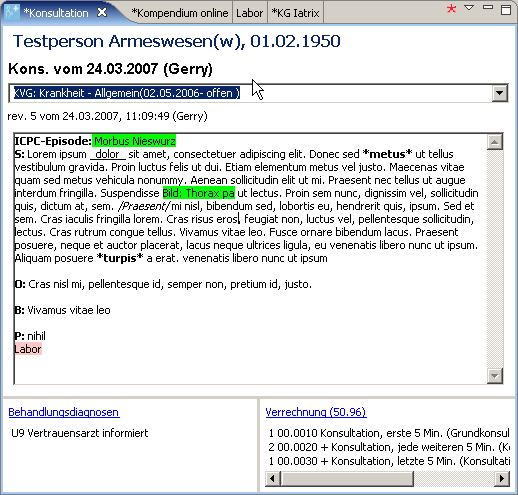 *Konsultation
*Kompendium online
Labor
*KG Iatrix
Testperson Armeswesen(w), 01.02.1950
Kons. vom 24.03.2007 (Gerry)
KVG: Krankheit - Allgemein(02.05.2006- offen )
rev. 5 vom 24.03.2007, 11:09:49 (Gerry)
ICPC-Episode: Morbus Nieswurz
S: Lorem ipsum _dolor_ sit amet, consectetuer adipiscing elit. Donec sed *metus* ut tellus
vestibulum gravida. Proin luctus felis ut dui. Etiam elementum metus vel justo. Maecenas vitae
quam sed metus vehicula nonummy. Aenean sollicitudin elit ut mi. Praesent nec tellus ut augue
interdum fringilla. Suspendisse Bild: Thorax pa ut lectus. Proin sem nunc, dignissim vel, sollicitudin
quis, dictum at, sem. /Praesent/ mi nisl, bibendum sed, lobortis eu, hendrerit quis, ipsum. Sed et
sem. Cras iaculis fringilla lorem. Cras risus eros, feugiat non, luctus vel, pellentesque sollicitudin,
lectus. Cras rutrum congue tellus. Vivamus vitae leo. Fusce ornare bibendum lacus. Praesent
posuere, neque et auctor placerat, lacus neque ultrices ligula, eu venenatis libero nunc ut ipsum.
Aliquam posuere *turpis* a erat. venenatis libero nunc ut ipsum
O: Cras nisl mi, pellentesque id, semper non, pretium id, justo.
B: Vivamus vitae leo
P: nihil
Labor
Behandlungsdiagnosen
U9 Vertrauensarzt informiert
Verrechnung (50.96)
1 00.0010 Konsultation, erste 5 Min. (Grundkonsul
2 00.0020 + Konsultation, jede weiteren 5 Min. (Ko
1 00.0030 + Konsultation, letzte 5 Min. (Konsultati